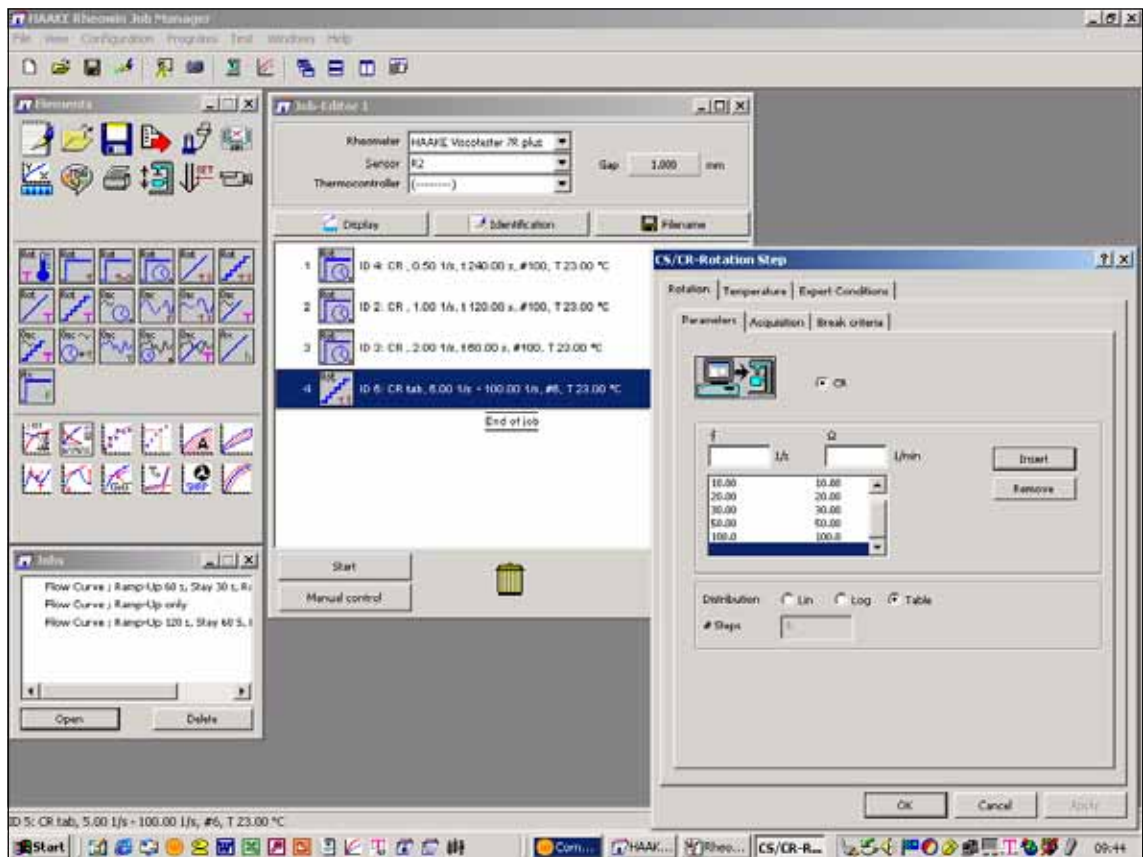 HAAKE Rheowin Job Manager
File View Configuration Programs Test Windows Help
Elements
Job-Editor 1
Rheometer HAAKE Viscotester 7R plus
Sensor R2
Gap 1.000 mm
Thermocontroller (--------)
Display Identification Filename
1 ID 4: CR , 0.50 1/s, t 240.00 s, #100, T 23.00 °C
2 ID 2: CR , 1.00 1/s, t 120.00 s, #100, T 23.00 °C
3 ID 3: CR , 2.00 1/s, t 60.00 s, #100, T 23.00 °C
4 CR tab, 5.00 1/s - 100.00 1/s, #6, T 23.00 °C
End of job
Start
Manual control
Jobs
Flow Curve ; Ramp-Up 60 s, Stay 30 s, Ra
Flow Curve ; Ramp-Up only
Flow Curve ; Ramp-Up 120 s, Stay 60 S,
Open Delete
CS/CR-Rotation Step
Rotation Temperature Expert Conditions
Parameters Acquisition Break criteria
CR
Ω
1/s 1/min
Insert
Remove
10.00 10.00
20.00 20.00
30.00 30.00
50.00 50.00
100.0 100.0
Distribution Lin Log Table
# Steps
OK Cancel Apply
CR tab, 5.00 1/s - 100.00 1/s, #6, T 23.00 °C
Start Com... HAAK... Rheo... CS/CR-R... 09:44